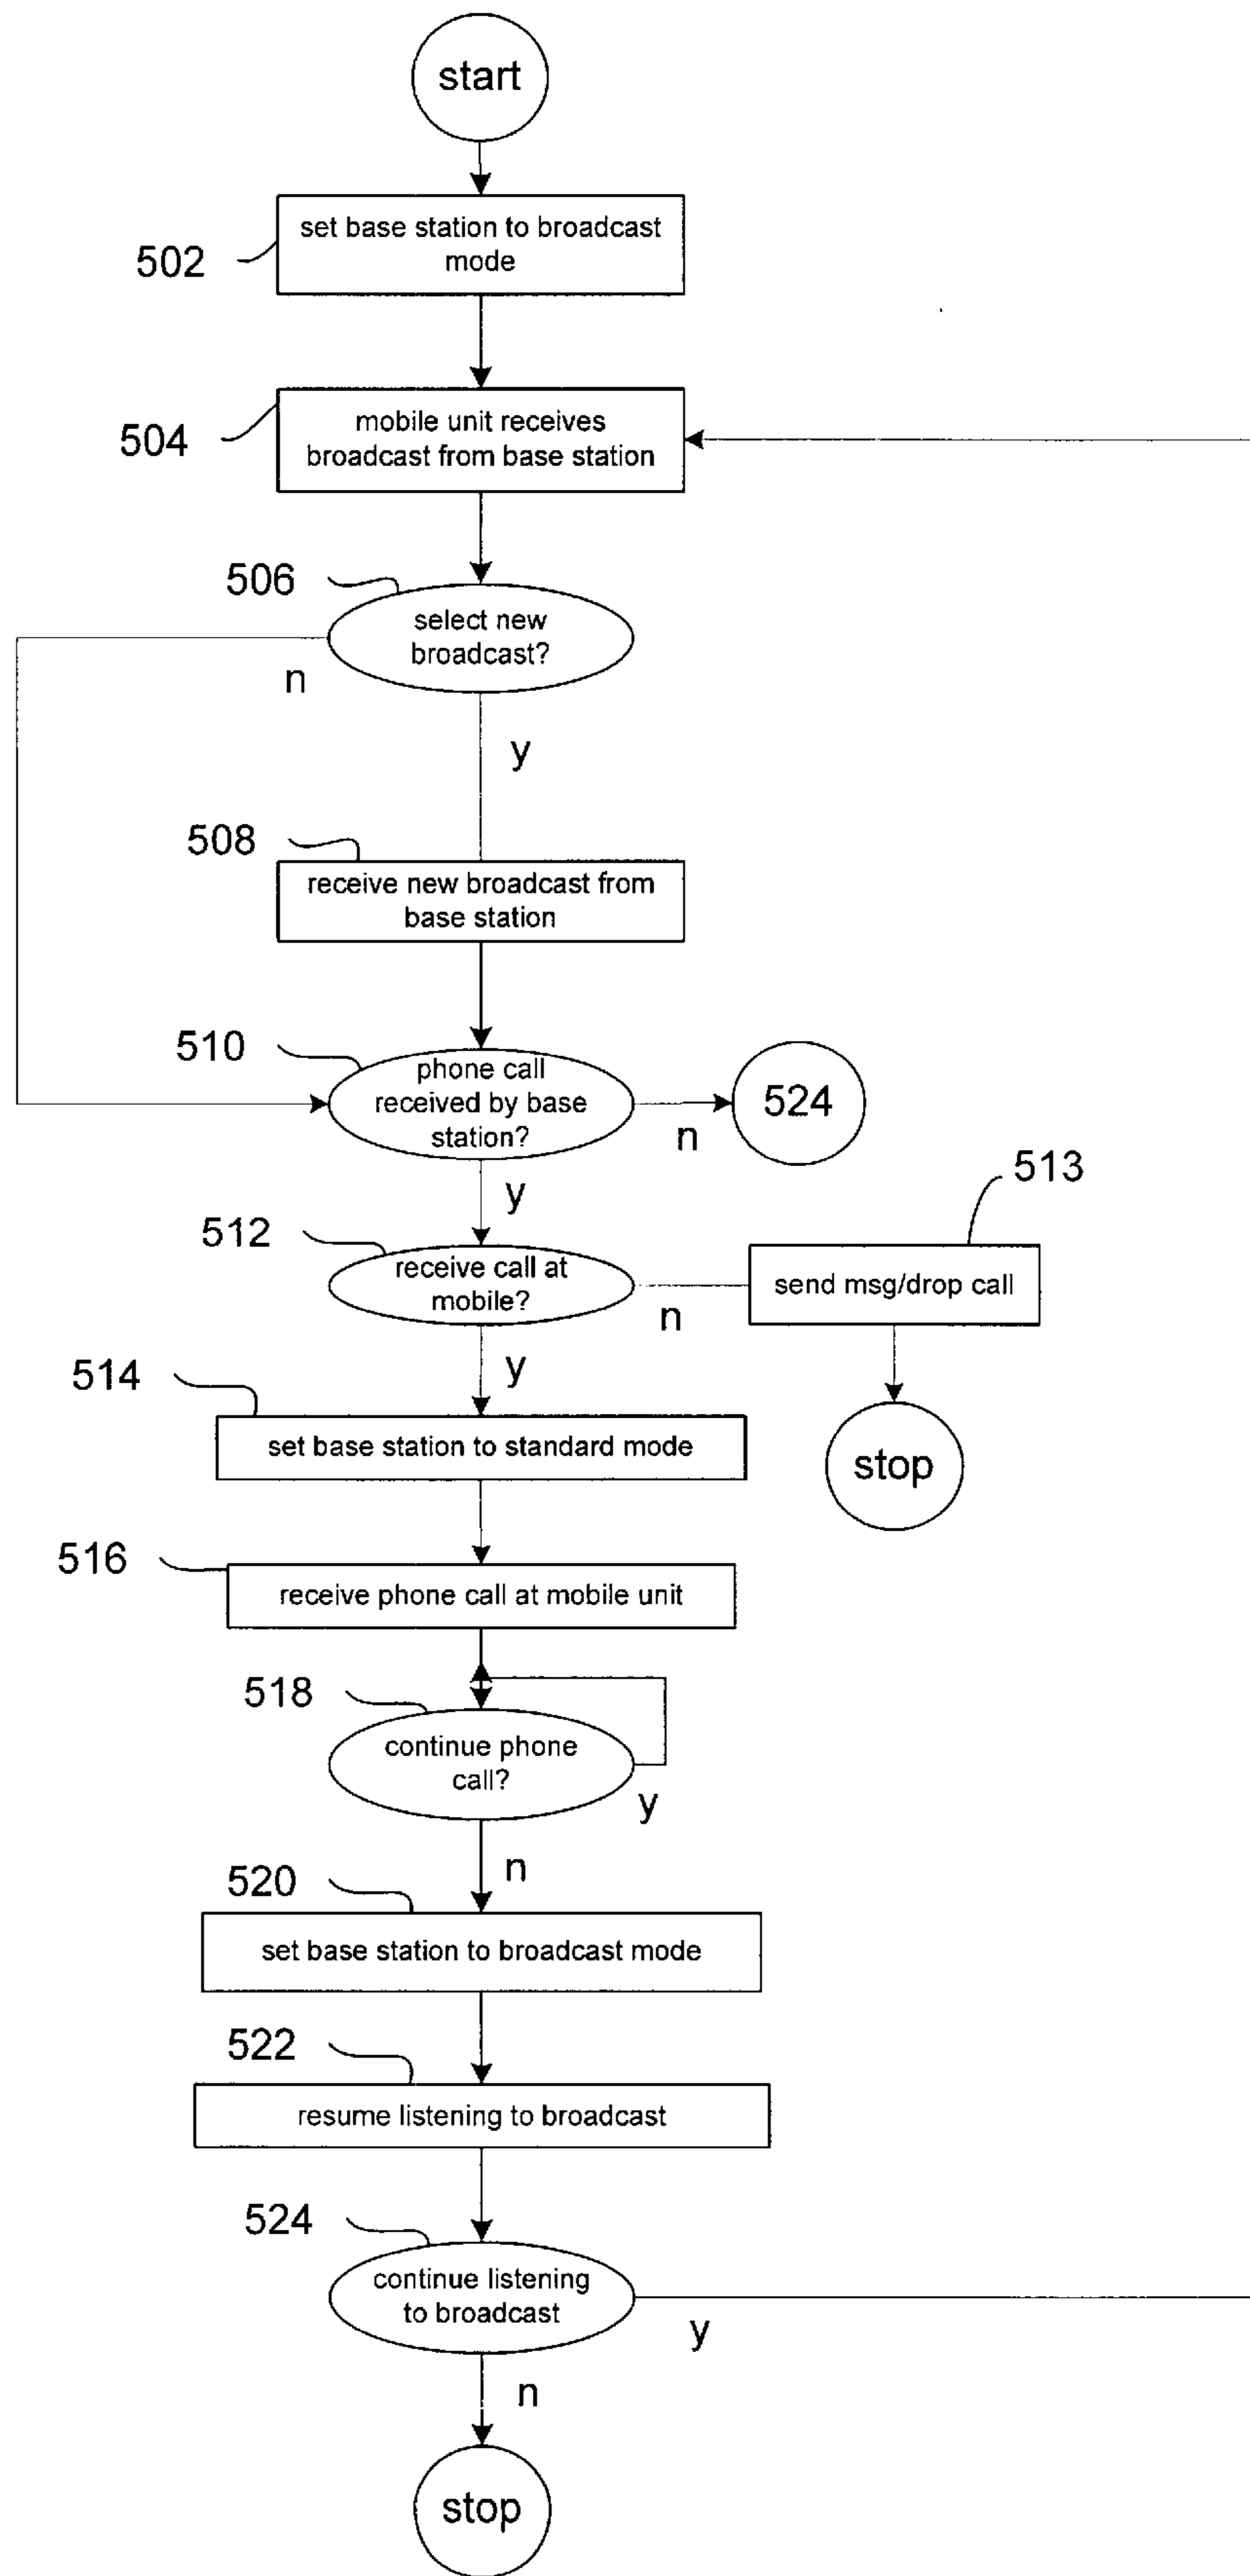 start
set base station to broadcast
mode
502
mobile unit receives
broadcast from base station
504
506
select new
broadcast?
n
y
508
receive new broadcast from
base station
510
phone call
received by base
station?
n
524
y
513
512
receive call at
mobile?
n
send msg/drop call
y
514
set base station to standard mode
stop
516
receive phone call at mobile unit
518
continue phone
call?
y
n
520
set base station to broadcast mode
522
resume listening to broadcast
524
continue listening
to broadcast
y
n
stop